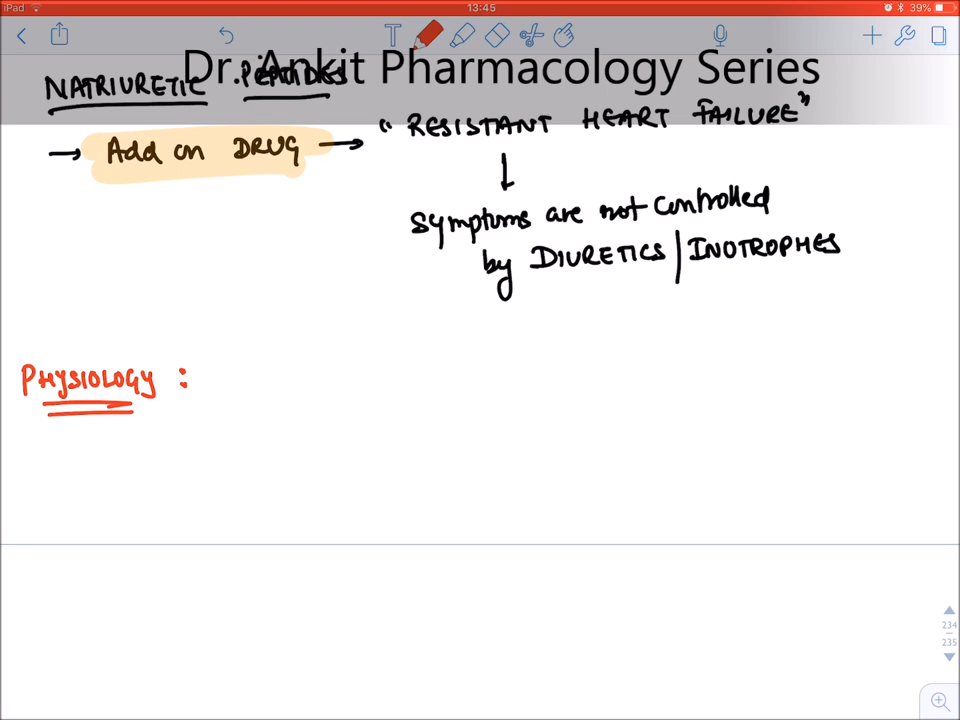 iPad 13:45 39%
Dr. Ankit Pharmacology Series
NATRIURETIC PEPTIDES
→ Add on DRUG → "RESISTANT HEART FAILURE"
↓
Symptoms are not controlled
by DIURETICS | INOTROPHES
PHYSIOLOGY :
234
235